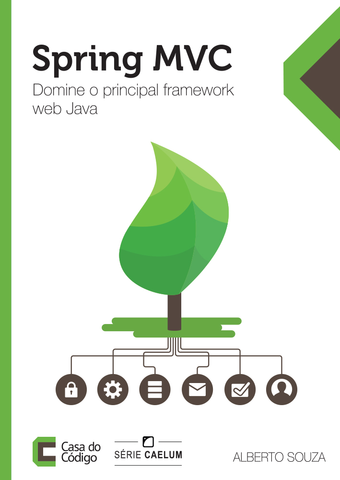 Spring MVC
Domine o principal framework
web Java
Casa do
Código
SÉRIE CAELUM
ALBERTO SOUZA